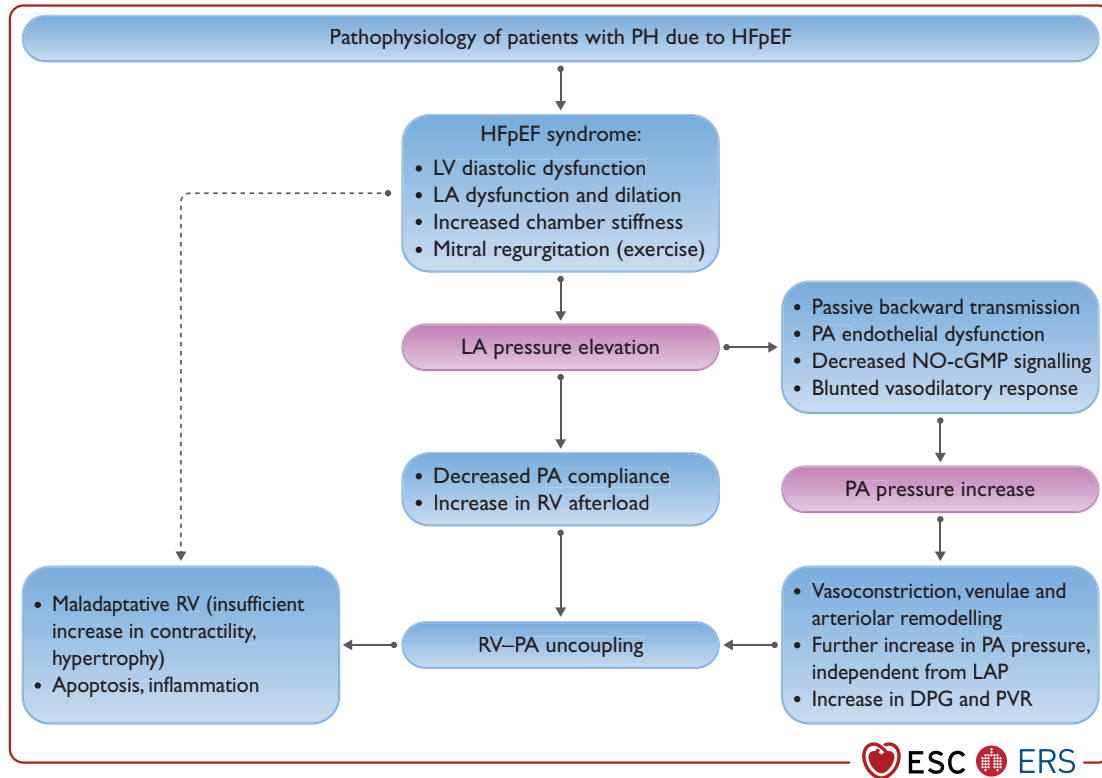 Pathophysiology of patients with PH due to HFpEF
HFpEF syndrome:
• LV diastolic dysfunction
• LA dysfunction and dilation
• Increased chamber stiffness
• Mitral regurgitation (exercise)
LA pressure elevation
• Passive backward transmission
• PA endothelial dysfunction
• Decreased NO-cGMP signalling
• Blunted vasodilatory response
• Decreased PA compliance
• Increase in RV afterload
PA pressure increase
• Maladaptative RV (insufficient
increase in contractility,
hypertrophy)
• Apoptosis, inflammation
RV–PA uncoupling
• Vasoconstriction, venulae and
arteriolar remodelling
• Further increase in PA pressure,
independent from LAP
• Increase in DPG and PVR
ESC ERS